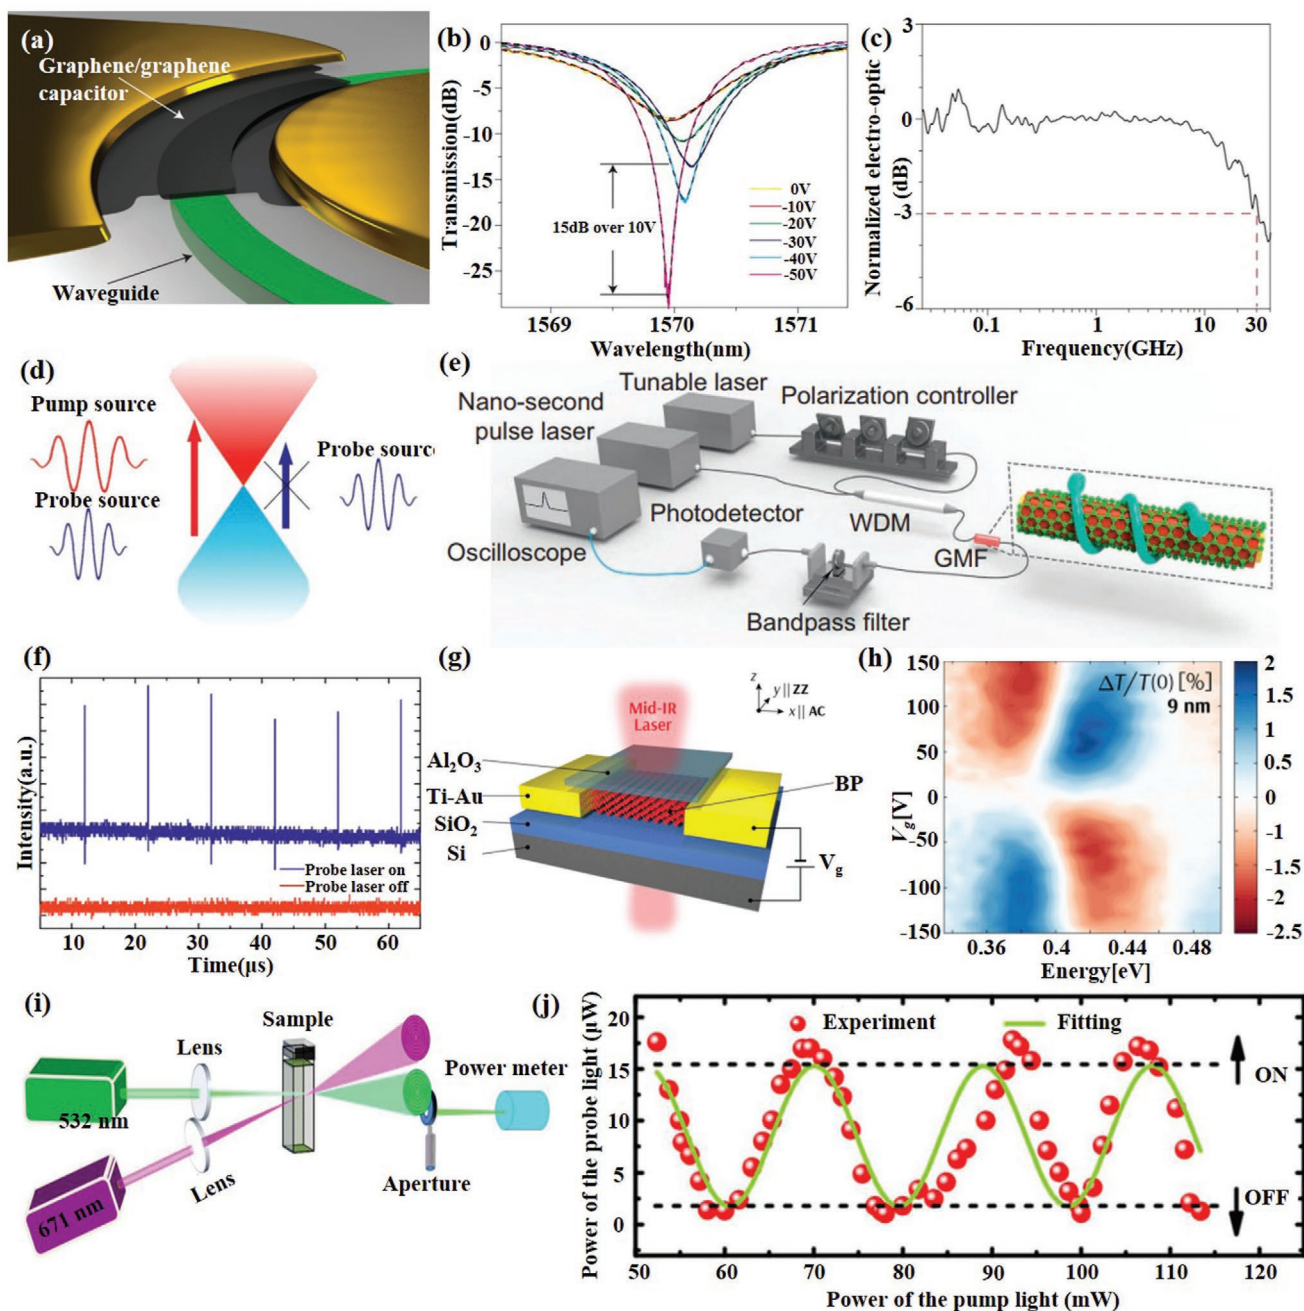 (a)
Graphene/graphene
capacitor
Waveguide
(b)
Transmission(dB)
0
-5
-10
-15
-20
-25
15dB over 10V
0V
-10V
-20V
-30V
-40V
-50V
1569
1570
1571
Wavelength(nm)
(c)
Normalized electro-optic
(dB)
3
0
-3
-6
0.1
1
10
30
Frequency(GHz)
(d)
Pump source
Probe source
Probe source
(e)
Tunable laser
Nano-second
pulse laser
Polarization controller
Oscilloscope
Photodetector
WDM
GMF
Bandpass filter
(f)
Intensity(a.u.)
Probe laser on
Probe laser off
10
20
30
40
50
60
Time(μs)
(g)
Mid-IR
Laser
z
y || ZZ
x || AC
Al2O3
Ti-Au
SiO2
Si
BP
Vg
(h)
Vg[V]
150
100
50
0
-50
-100
-150
ΔT/T(0) [%]
9 nm
0.36
0.4
0.44
0.48
Energy[eV]
2
1.5
1
0.5
0
-0.5
-1
-1.5
-2
-2.5
(i)
Sample
Lens
532 nm
Power meter
Lens
671 nm
Aperture
(j)
Power of the probe light (μW)
20
15
10
5
0
Experiment
Fitting
ON
OFF
50
60
70
80
90
100
110
120
Power of the pump light (mW)